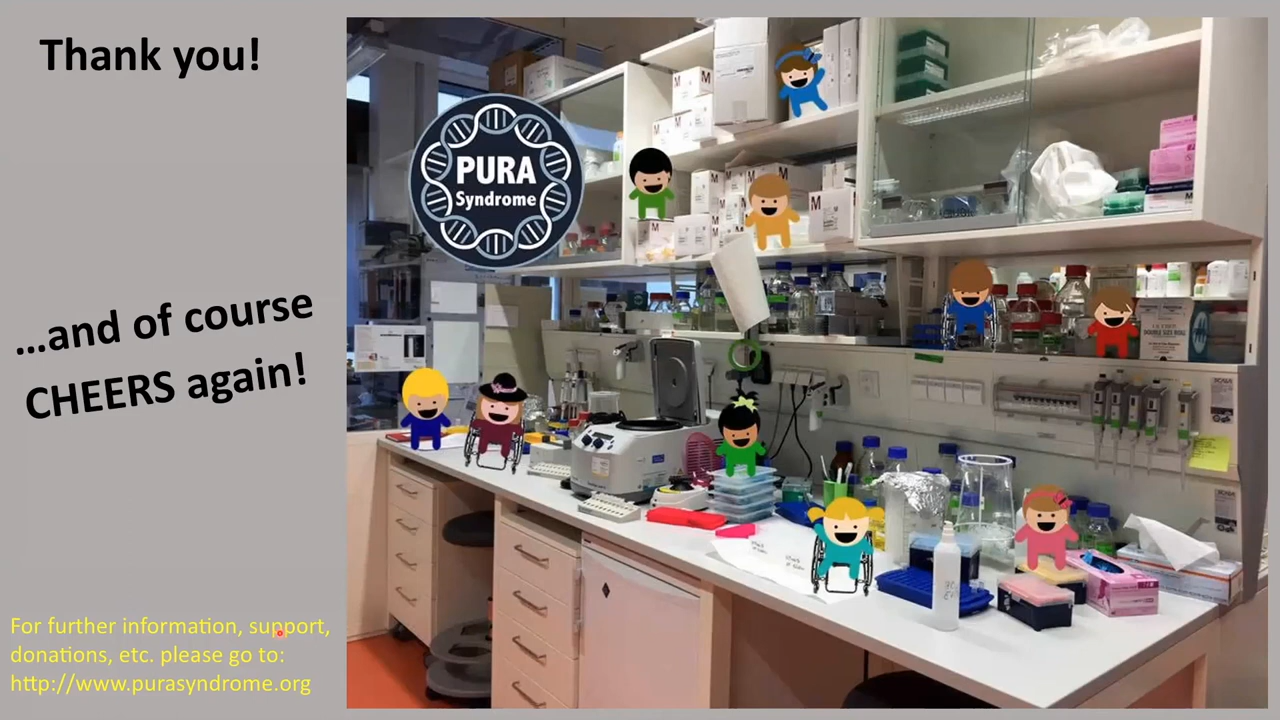 Thank you!
PURA
Syndrome
...and of course
CHEERS again!
For further information, support,
donations, etc. please go to:
http://www.purasyndrome.org